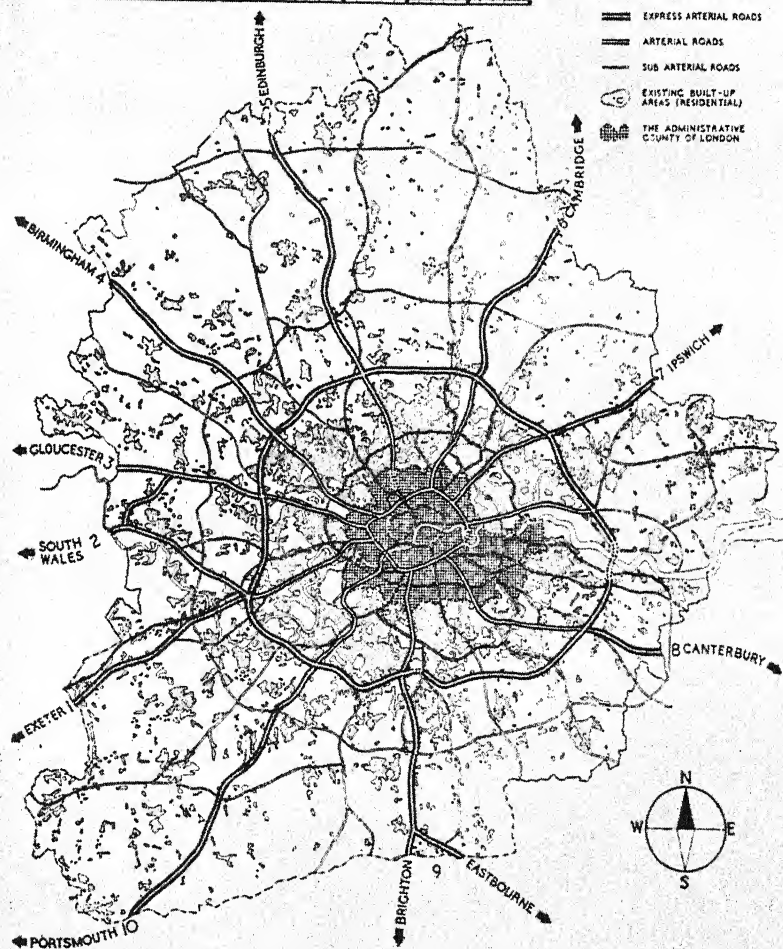 EXPRESS ARTERIAL ROADS
ARTERIAL ROADS
SUB ARTERIAL ROADS
EXISTING BUILT-UP
AREAS (RESIDENTIAL)
THE ADMINISTRATIVE
COUNTY OF LONDON
5 EDINBURGH
6 CAMBRIDGE
BIRMINGHAM 4
7 IPSWICH
GLOUCESTER 3
SOUTH 2
WALES
8 CANTERBURY
EXETER 1
N
W E
S
BRIGHTON
9
EASTBOURNE
PORTSMOUTH 10